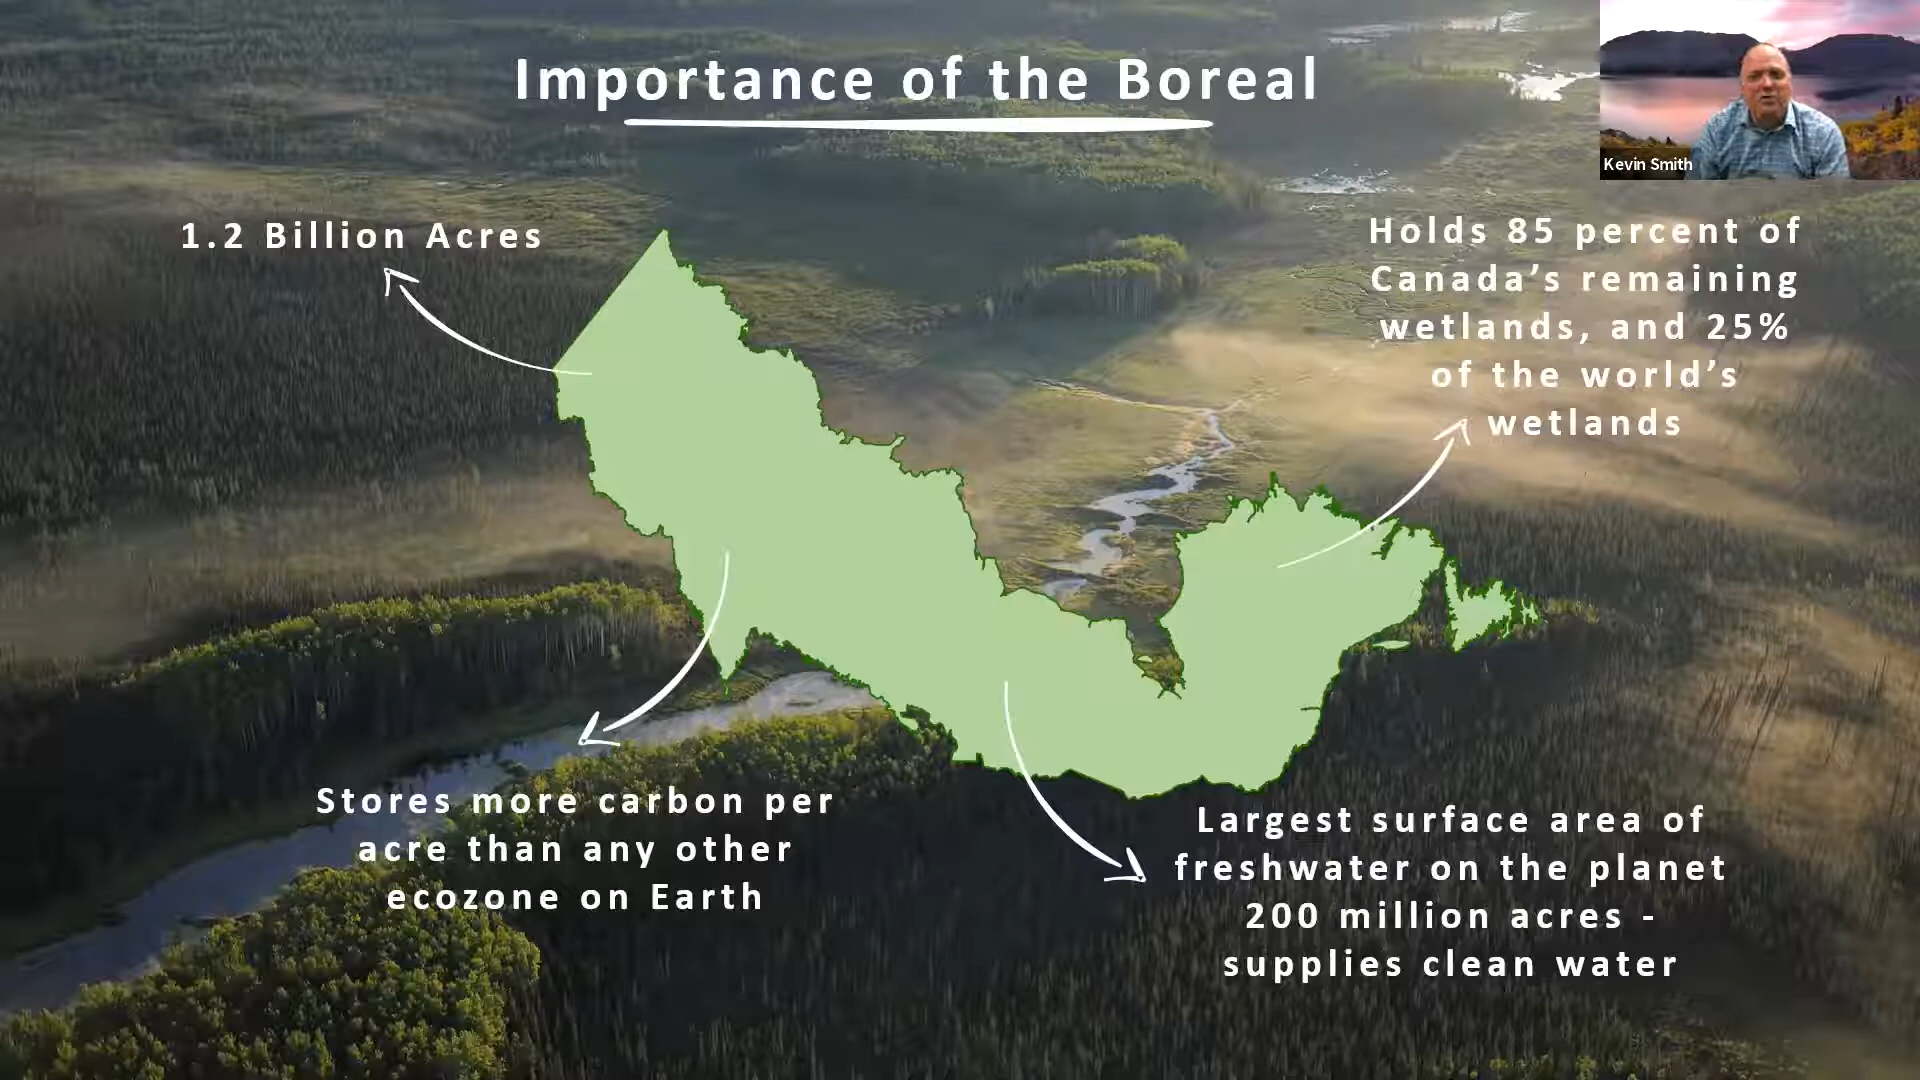 Importance of the Boreal
Kevin Smith
1.2 Billion Acres
Holds 85 percent of
Canada’s remaining
wetlands, and 25%
of the world’s
wetlands
Stores more carbon per
acre than any other
ecozone on Earth
Largest surface area of
freshwater on the planet
200 million acres -
supplies clean water